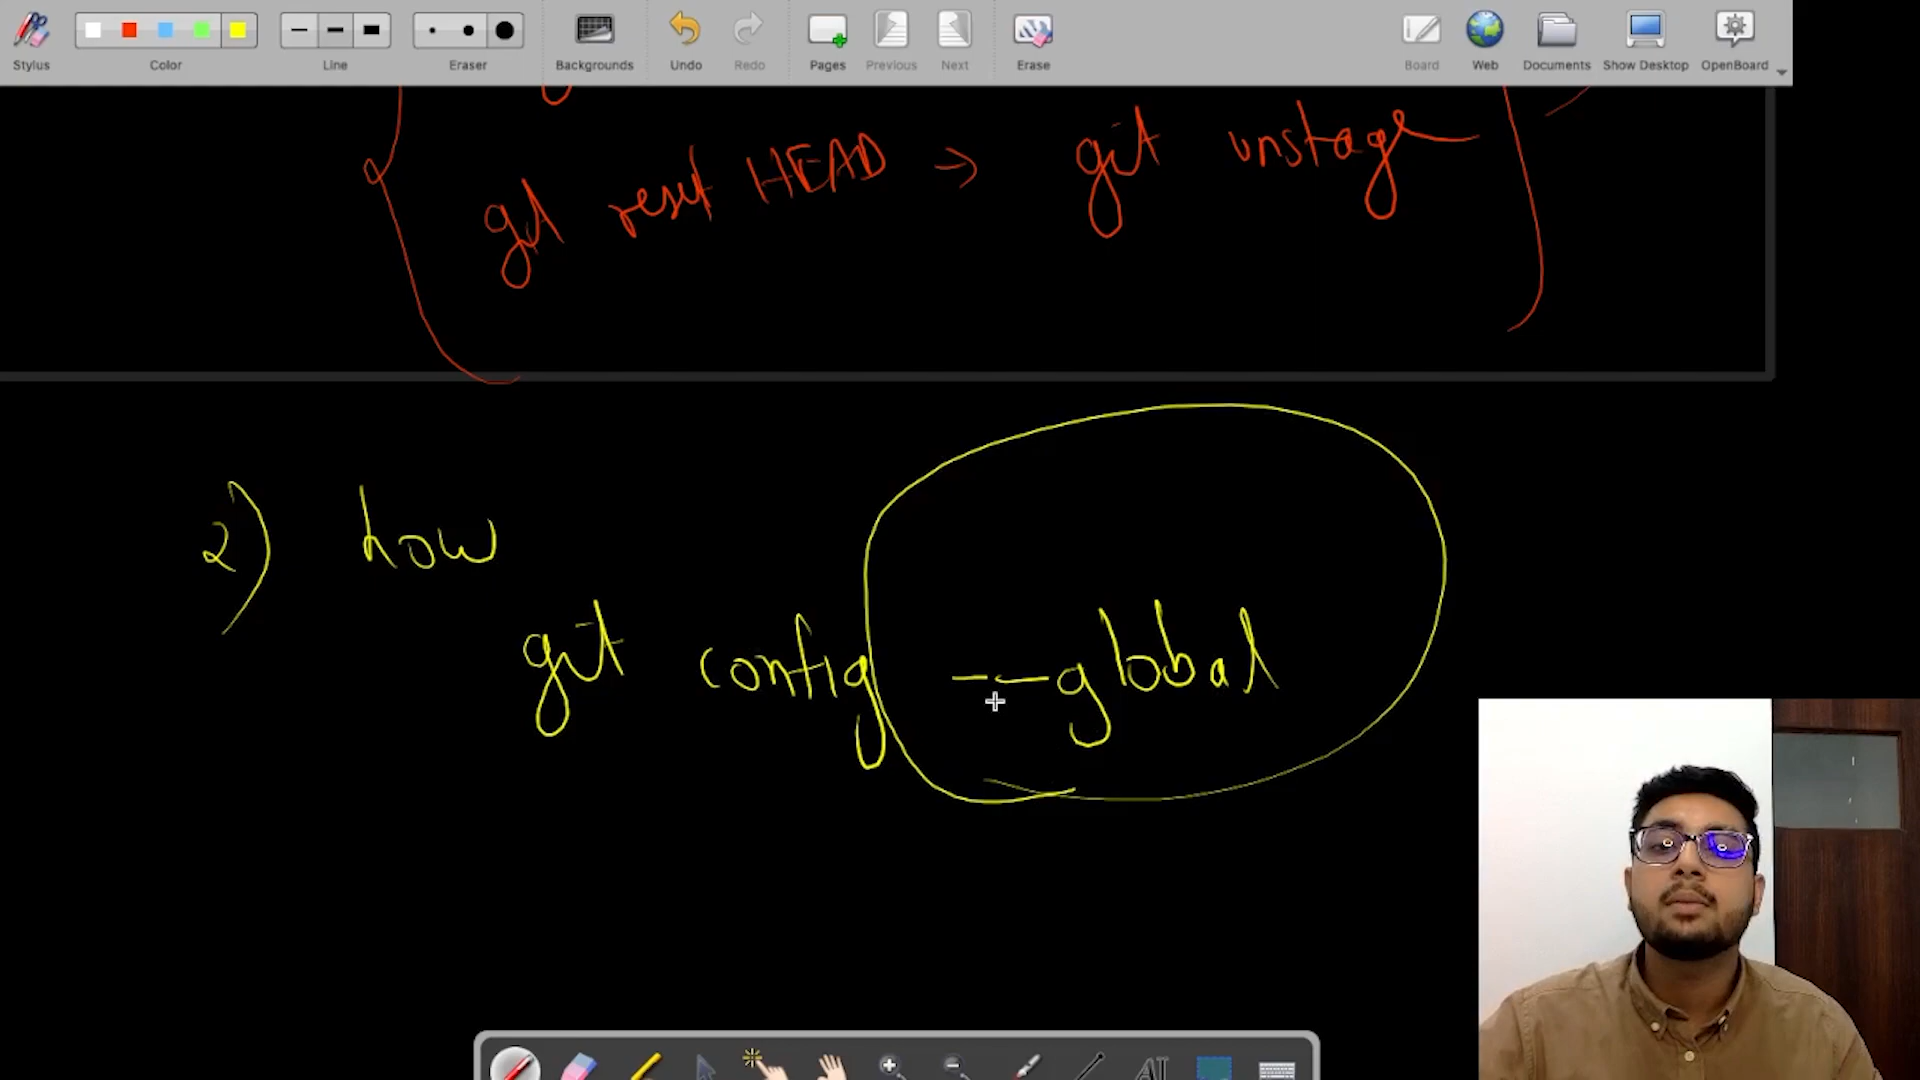 Stylus
Color
Line
Eraser
Backgrounds
Undo
Redo
Pages
Previous
Next
Erase
Board
Web
Documents
Show Desktop
OpenBoard
git reset HEAD → git unstage
2) how
git config --global